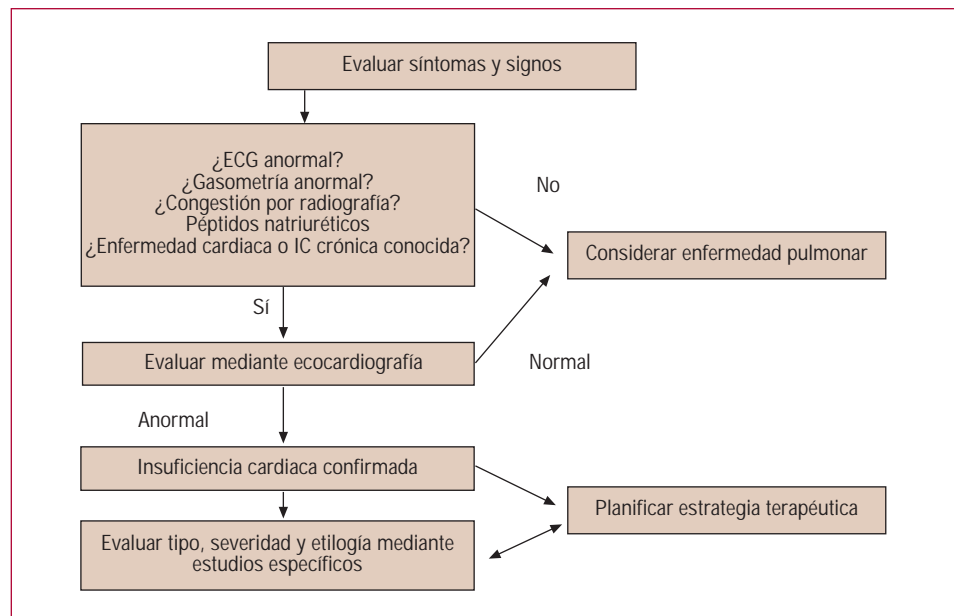 Evaluar síntomas y signos
¿ECG anormal?
¿Gasometría anormal?
¿Congestión por radiografía?
Péptidos natriuréticos
¿Enfermedad cardiaca o IC crónica conocida?
No
Considerar enfermedad pulmonar
Sí
Evaluar mediante ecocardiografía
Normal
Anormal
Insuficiencia cardiaca confirmada
Planificar estrategia terapéutica
Evaluar tipo, severidad y etilogía mediante
estudios específicos